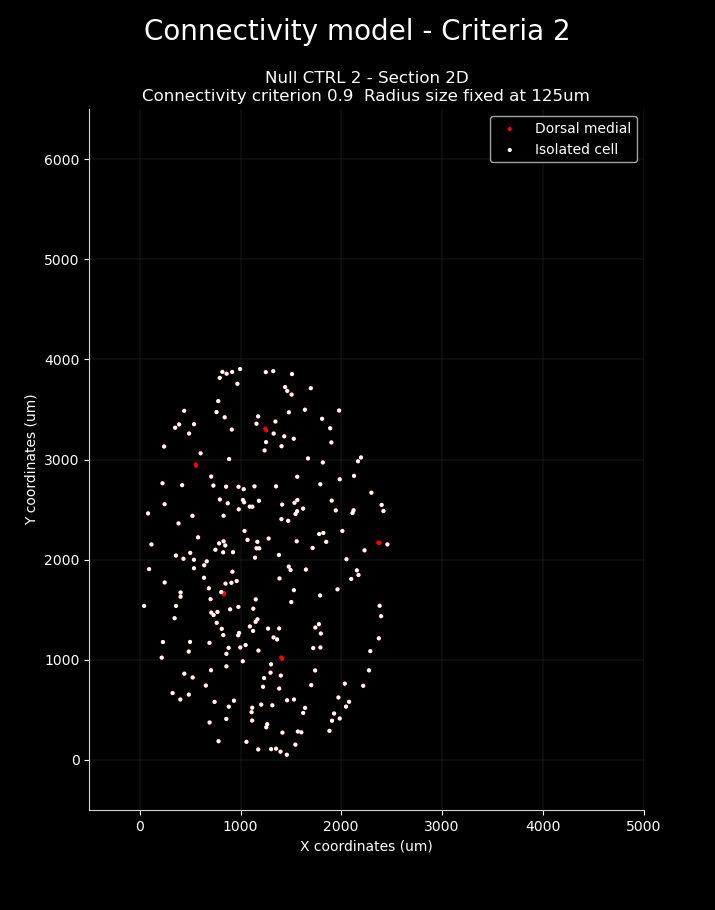 Connectivity model - Criteria 2
Null CTRL 2 - Section 2D
Connectivity criterion 0.9  Radius size fixed at 125um
Dorsal medial
Isolated cell
6000
5000
4000
3000
2000
1000
0
Y coordinates (um)
0 1000 2000 3000 4000 5000
X coordinates (um)